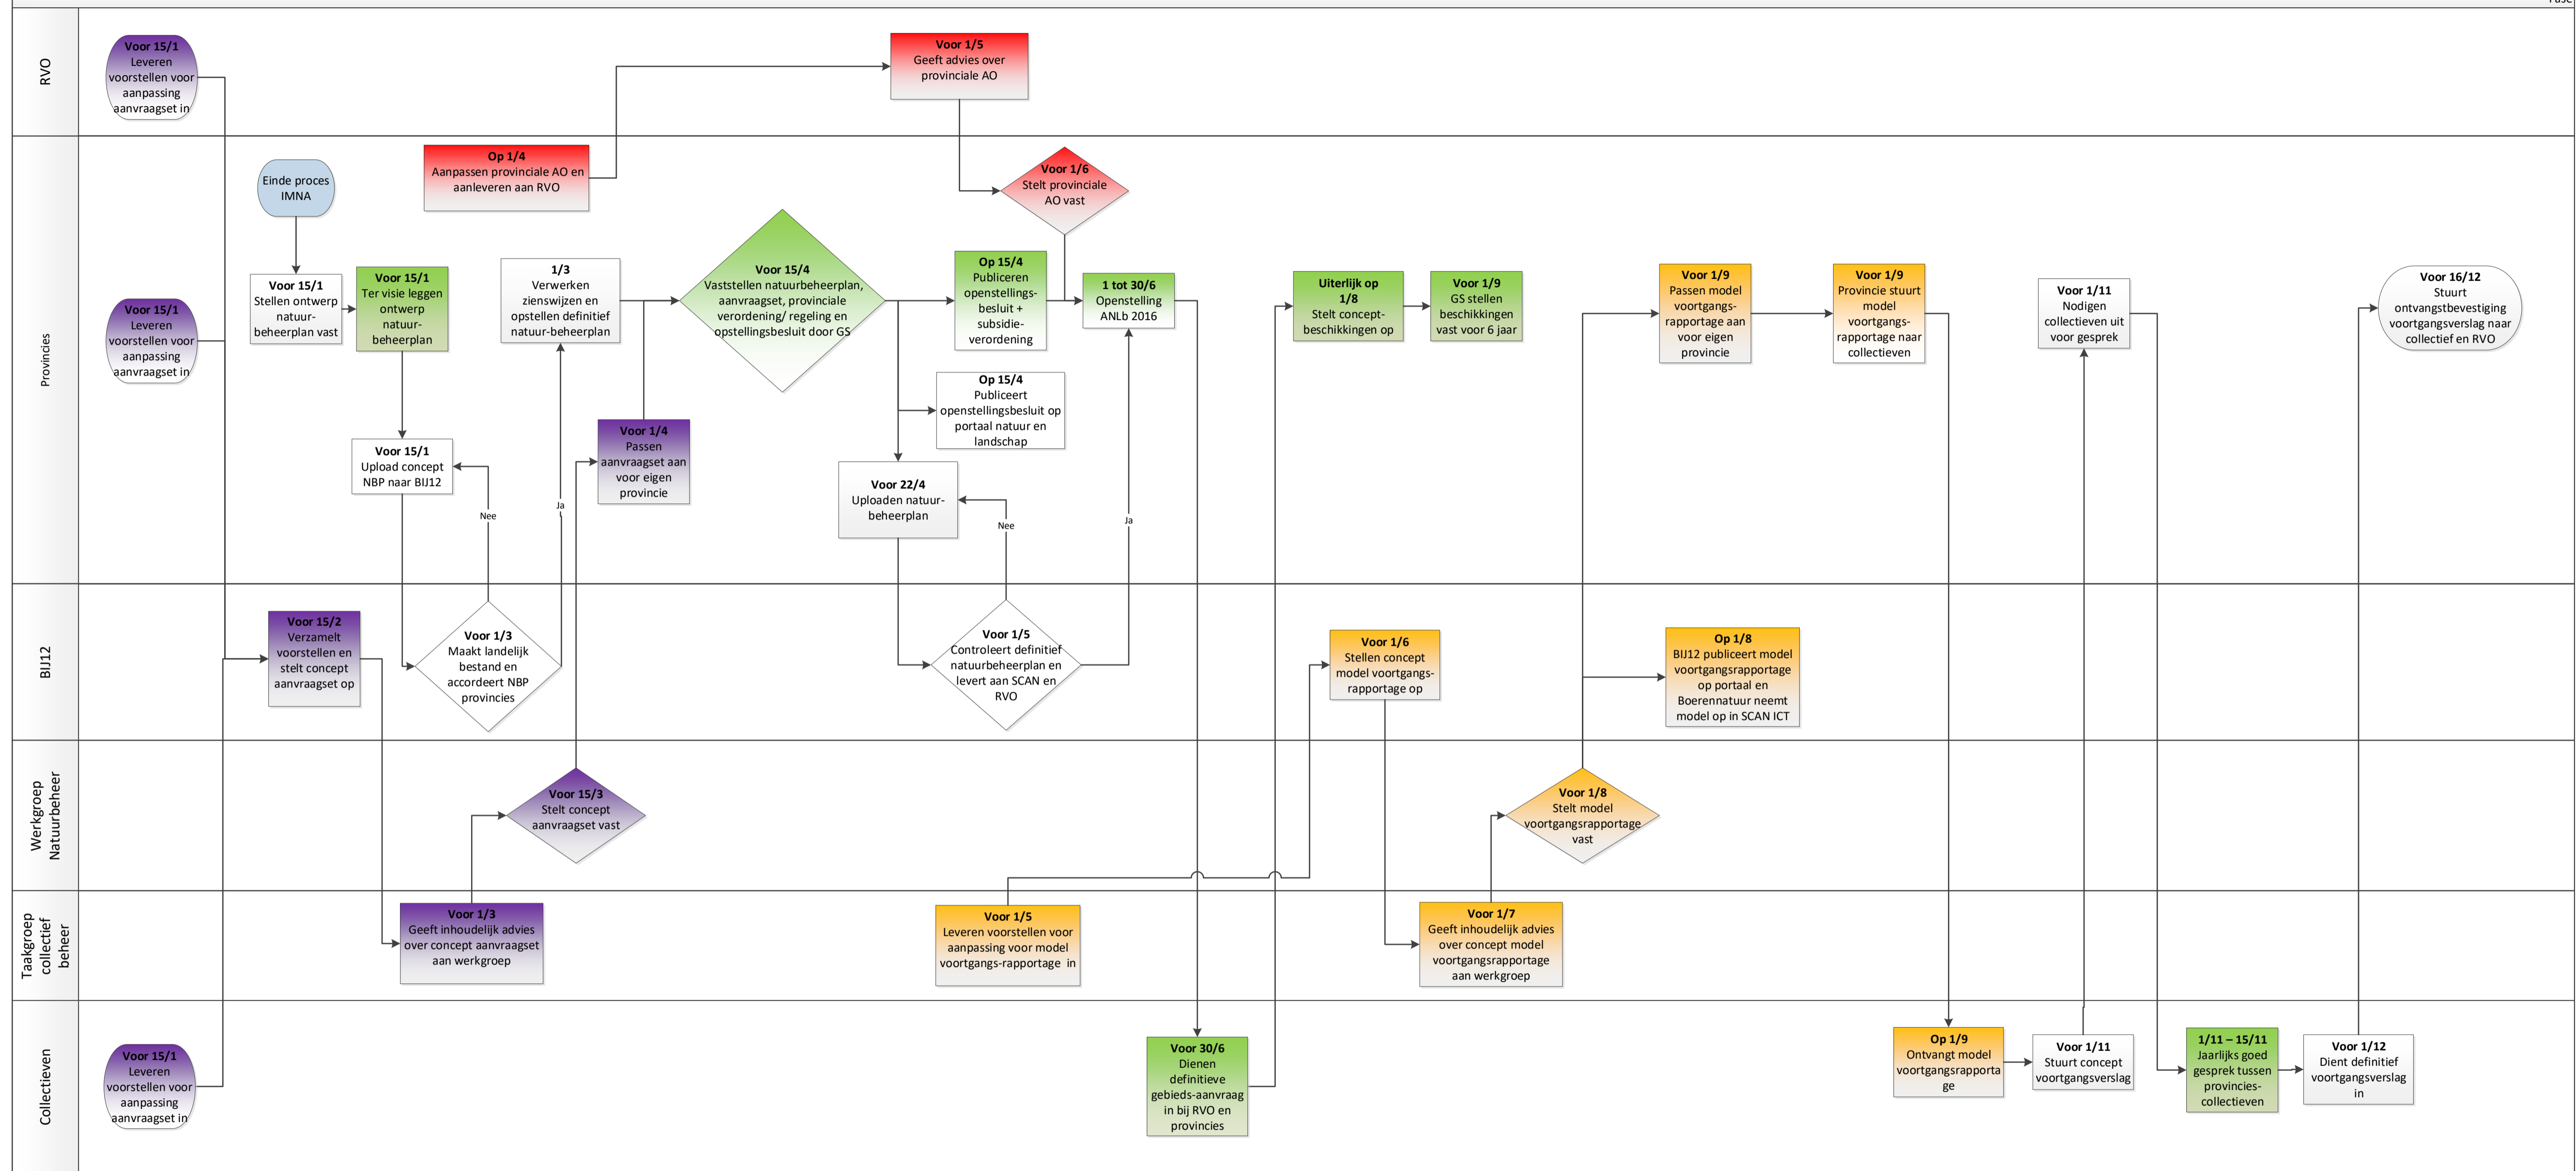 RVO
Voor 15/1
Leveren
voorstellen voor
aanpassing
aanvraagset in
Voor 1/5
Geeft advies over
provinciale AO
Provincies
Op 1/4
Aanpassen provinciale AO en
aanleveren aan RVO
Voor 1/6
Stelt provinciale
AO vast
Einde proces
IMNA
Voor 15/1
Leveren
voorstellen voor
aanpassing
aanvraagset in
Voor 15/1
Stellen ontwerp
natuur-
beheerplan vast
Voor 15/1
Ter visie leggen
ontwerp
natuur-
beheerplan
1/3
Verwerken
zienswijzen en
opstellen definitief
natuur-beheerplan
Voor 15/4
Vaststellen natuurbeheerplan,
aanvraagset, provinciale
verordening/ regeling en
opstellingsbesluit door GS
Op 15/4
Publiceren
openstellings-
besluit +
subsidie-
verordening
1 tot 30/6
Openstelling
ANLb 2016
Uiterlijk op
1/8
Stelt concept-
beschikkingen op
Voor 1/9
GS stellen
beschikkingen
vast voor 6 jaar
Voor 1/9
Passen model
voortgangs-
rapportage aan
voor eigen
provincie
Voor 1/9
Provincie stuurt
model
voortgangs-
rapportage naar
collectieven
Voor 1/11
Nodigen
collectieven uit
voor gesprek
Voor 16/12
Stuurt
ontvangstbevestiging
voortgangsverslag naar
collectief en RVO
Op 15/4
Publiceert
openstellingsbesluit op
portaal natuur en
landschap
Voor 15/1
Upload concept
NBP naar BIJ12
Voor 1/4
Passen
aanvraagset aan
voor eigen
provincie
Voor 22/4
Uploaden natuur-
beheerplan
Nee
Ja
Nee
Ja
BIJ12
Voor 15/2
Verzamelt
voorstellen en
stelt concept
aanvraagset op
Voor 1/3
Maakt landelijk
bestand en
accordeert NBP
provincies
Voor 1/5
Controleert definitief
natuurbeheerplan en
levert aan SCAN en
RVO
Voor 1/6
Stellen concept
model voortgangs-
rapportage op
Op 1/8
BIJ12 publiceert model
voortgangsrapportage
op portaal en
Boerennatuur neemt
model op in SCAN ICT
Werkgroep
Natuurbeheer
Voor 15/3
Stelt concept
aanvraagset vast
Voor 1/8
Stelt model
voortgangsrapportage
vast
Taakgroep
collectief
beheer
Voor 1/3
Geeft inhoudelijk advies
over concept aanvraagset
aan werkgroep
Voor 1/5
Leveren voorstellen voor
aanpassing voor model
voortgangs-rapportage in
Voor 1/7
Geeft inhoudelijk advies
over concept model
voortgangsrapportage
aan werkgroep
Collectieven
Voor 15/1
Leveren
voorstellen voor
aanpassing
aanvraagset in
Voor 30/6
Dienen
definitieve
gebieds-aanvraag
in bij RVO en
provincies
Op 1/9
Ontvangt model
voortgangsrapporta
ge
Voor 1/11
Stuurt concept
voortgangsverslag
1/11 – 15/11
Jaarlijks goed
gesprek tussen
provincies-
collectieven
Voor 1/12
Dient definitief
voortgangsverslag
in